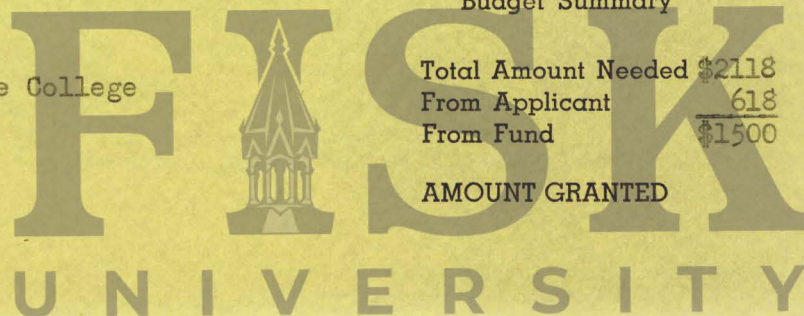 Budget Summary
e College
Total Amount Needed $2118
From Applicant 618
From Fund $1500
AMOUNT GRANTED
FISK
UNIVERSITY